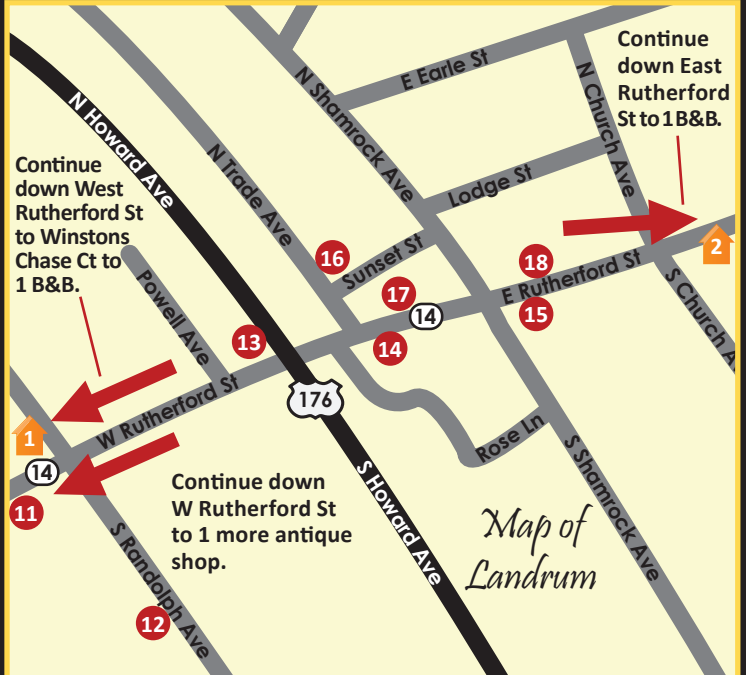 Continue
down East
Rutherford
St to 1 B&B.
E Earle St
N Church Ave
N Shamrock Ave
N Howard Ave
N Trade Ave
Continue
down West
Rutherford St
to Winstons
Chase Ct to
1 B&B.
Lodge St
16
Sunset St
18
2
Powell Ave
17
14
E Rutherford St
15
S Church A
13
14
176
W Rutherford St
1
14
11
Rose Ln
Continue down
W Rutherford St
to 1 more antique
shop.
S Howard Ave
S Shamrock Ave
Map of
Landrum
S Randolph Ave
12